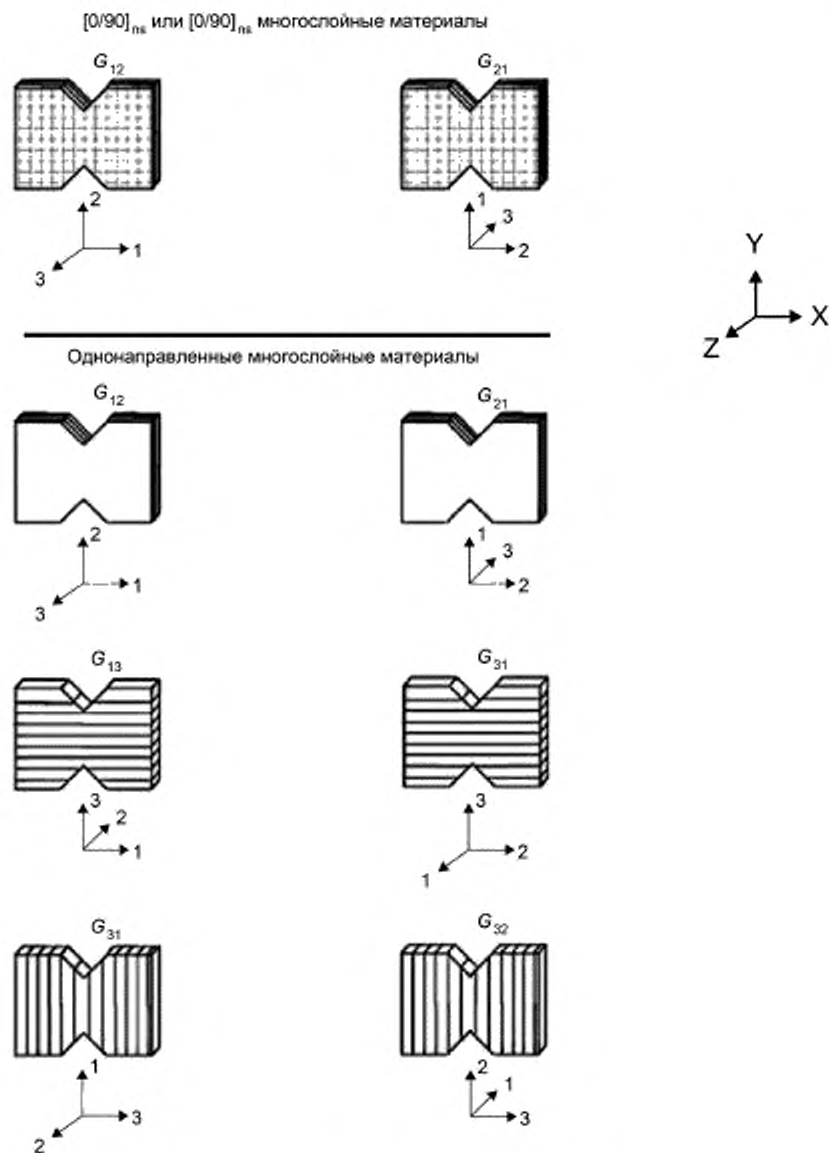 [0/90]ns или [0/90]ns многослойные материалы
G12 G21
2 1
3
1 2
3
Y
X
Z
Однонаправленные многослойные материалы
G12 G21
2 1
3
1 2
3
G13 G31
3 3
2
1 2
1
G31 G32
1 2
1
3 3
2